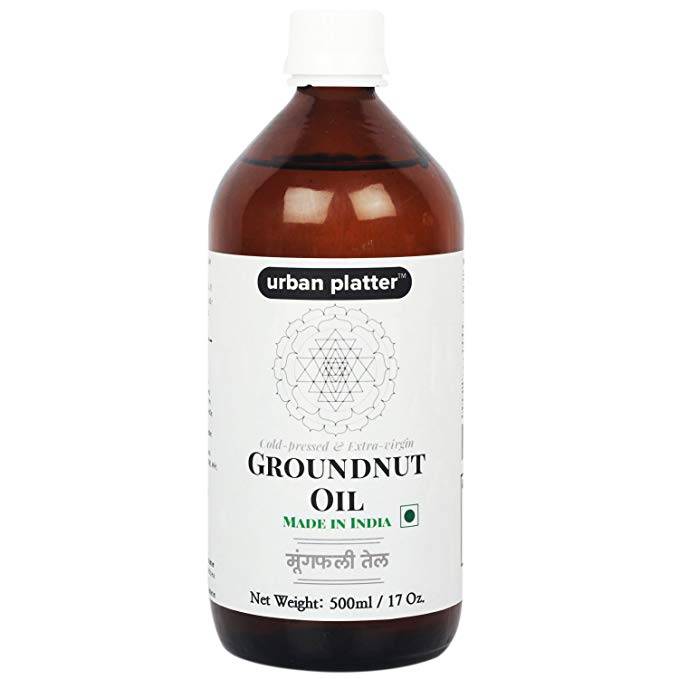 urban platter™
Cold-pressed & Extra-virgin
GROUNDNUT
OIL
MADE IN INDIA
मूंगफली तेल
Net Weight: 500ml / 17 Oz.